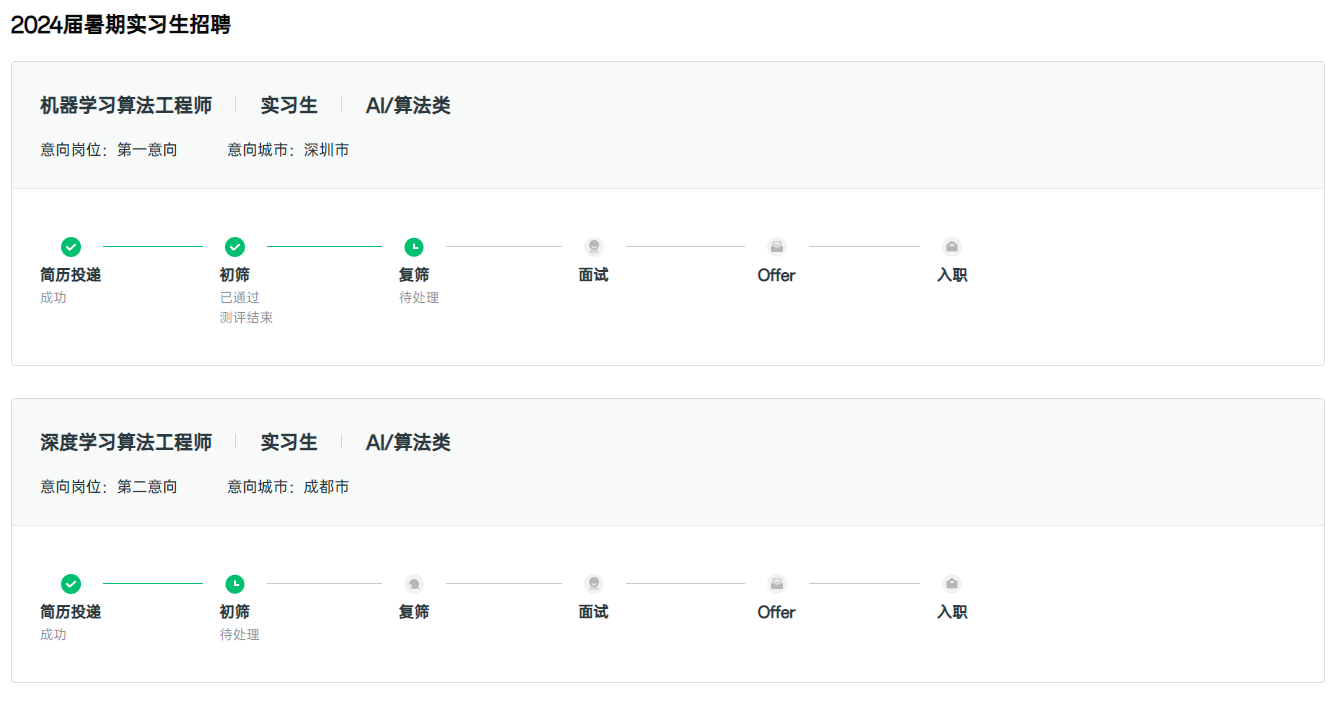 2024届暑期实习生招聘
机器学习算法工程师 实习生 AI/算法类
意向岗位：第一意向 意向城市：深圳市
简历投递 初筛 复筛 面试 Offer 入职
成功 已通过 待处理
测评结束
深度学习算法工程师 实习生 AI/算法类
意向岗位：第二意向 意向城市：成都市
简历投递 初筛 复筛 面试 Offer 入职
成功 待处理